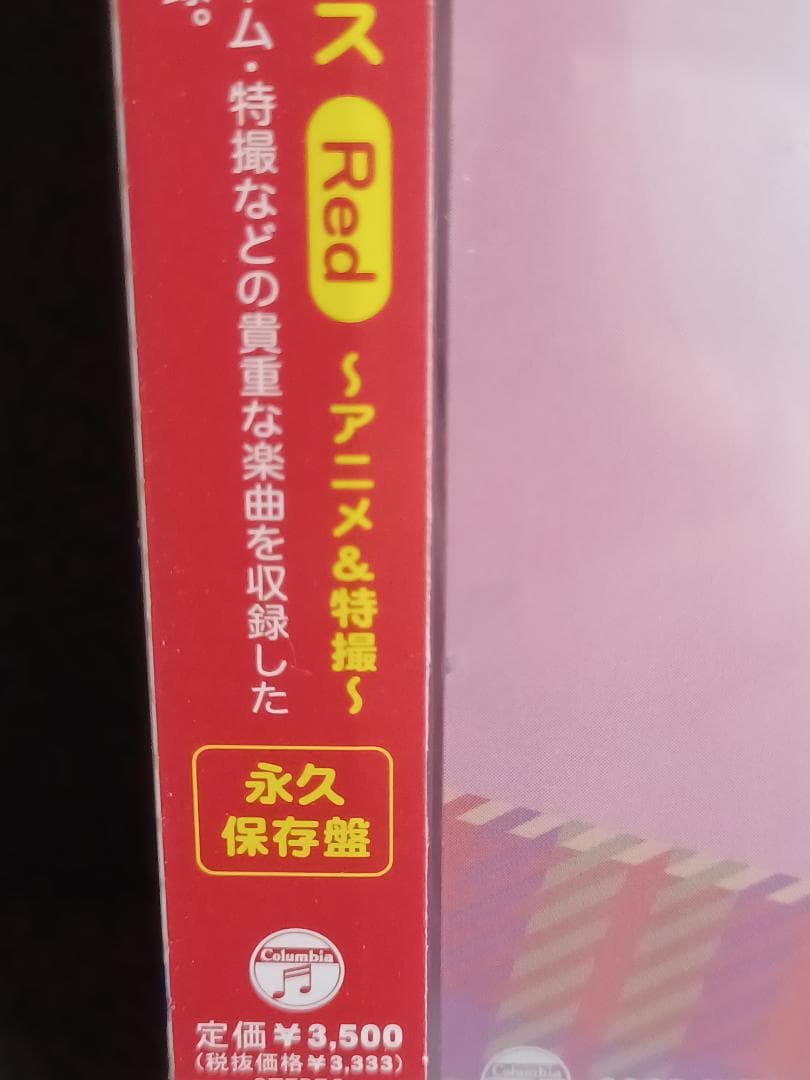 ス Red ～アニメ&特撮～
ム・特撮などの貴重な楽曲を収録した
。
永久
保存盤
Columbia
定価￥3,500
(税抜価格￥3,333)